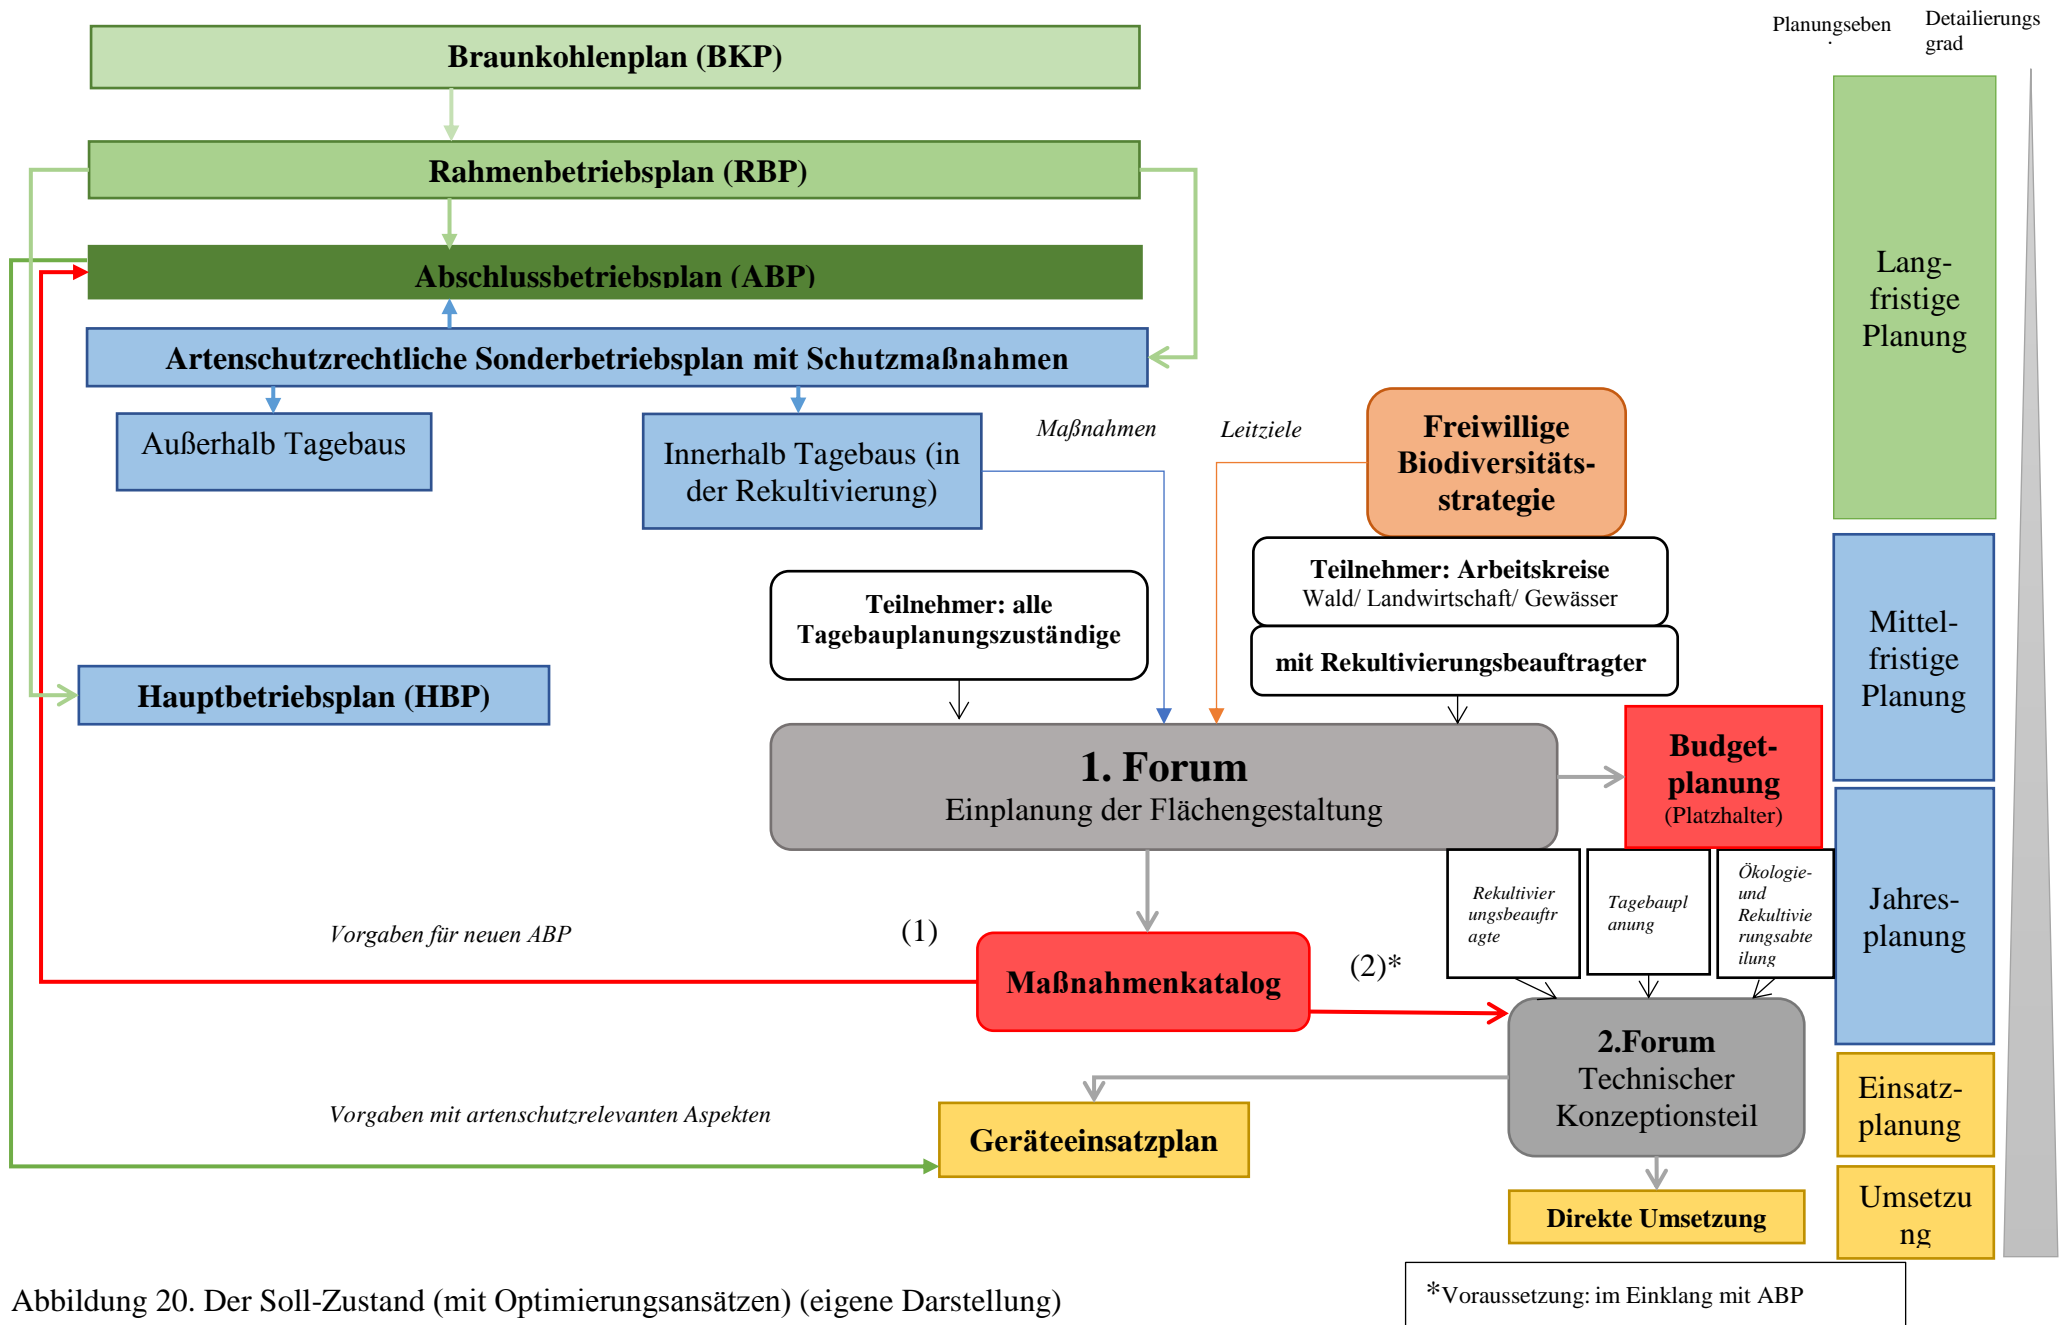 Planungseben
Detailierungs
grad
Braunkohlenplan (BKP)
Rahmenbetriebsplan (RBP)
Abschlussbetriebsplan (ABP)
Lang-
fristige
Planung
Artenschutzrechtliche Sonderbetriebsplan mit Schutzmaßnahmen
Außerhalb Tagebaus
Innerhalb Tagebaus (in
der Rekultivierung)
Maßnahmen
Leitziele
Freiwillige
Biodiversitäts-
strategie
Teilnehmer: Arbeitskreise
Wald/ Landwirtschaft/ Gewässer
mit Rekultivierungsbeauftragter
Teilnehmer: alle
Tagebauplanungszuständige
Mittel-
fristige
Planung
Hauptbetriebsplan (HBP)
1. Forum
Einplanung der Flächengestaltung
Budget-
planung
(Platzhalter)
Rekultivier
ungsbeauftr
agte
Tagebaupl
anung
Ökologie-
und
Rekultivie
rungsabte
ilung
Jahres-
planung
Vorgaben für neuen ABP
(1)
Maßnahmenkatalog
(2)*
2.Forum
Technischer
Konzeptionsteil
Einsatz-
planung
Vorgaben mit artenschutzrelevanten Aspekten
Geräteeinsatzplan
Direkte Umsetzung
Umsetzu
ng
*Voraussetzung: im Einklang mit ABP
Abbildung 20. Der Soll-Zustand (mit Optimierungsansätzen) (eigene Darstellung)